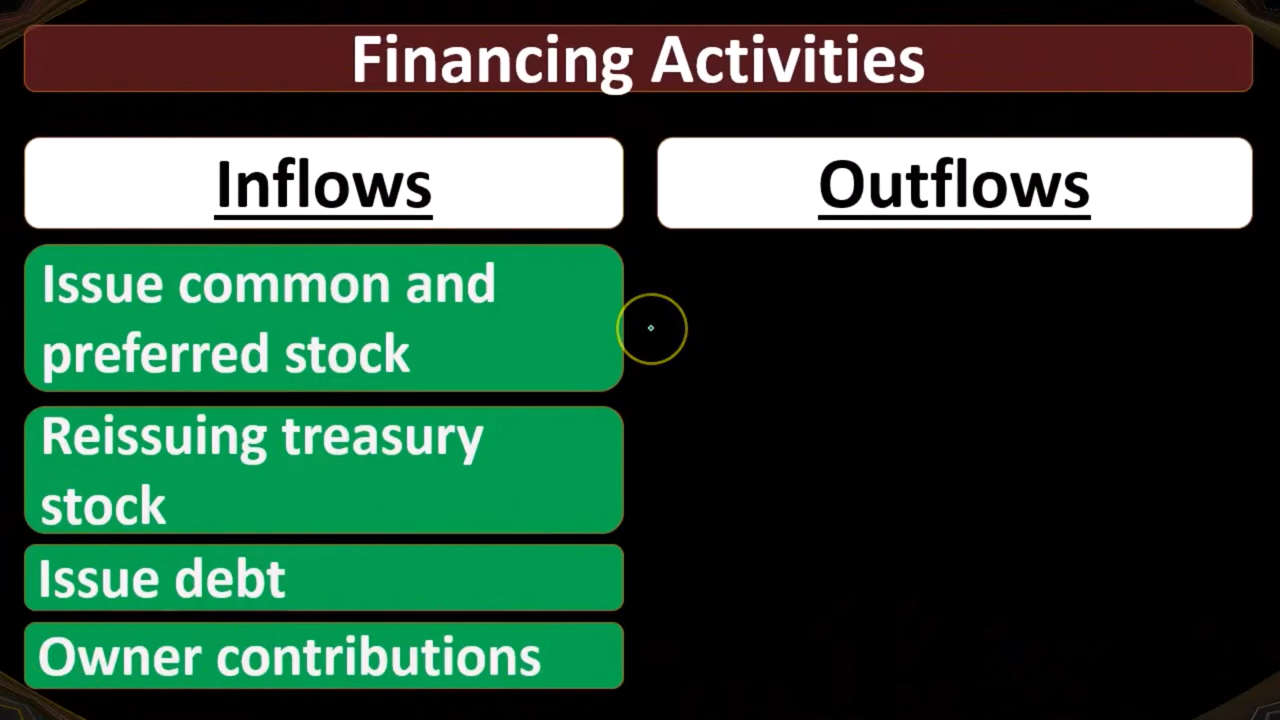 Financing Activities
Inflows
Outflows
Issue common and
preferred stock
Reissuing treasury
stock
Issue debt
Owner contributions